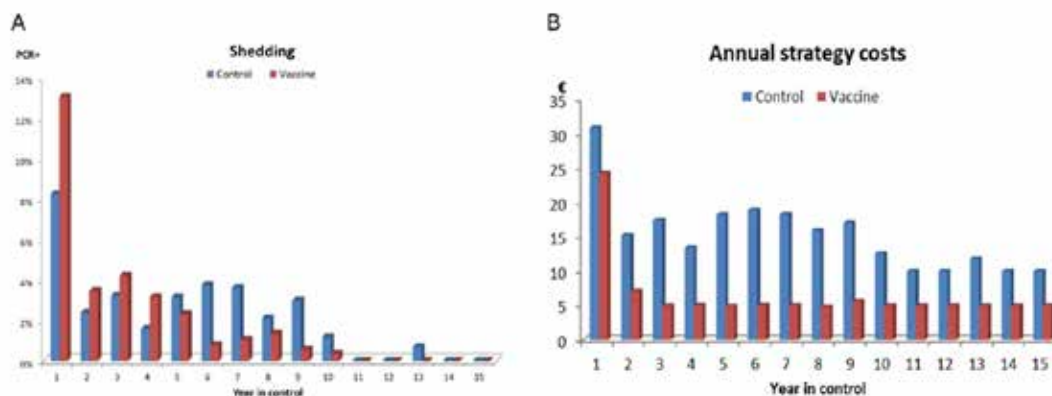 A
Shedding
PCR+
Control Vaccine
14%
12%
10%
8%
6%
4%
2%
0%
1 2 3 4 5 6 7 8 9 10 11 12 13 14 15
Year in control
B
Annual strategy costs
€
Control Vaccine
35
30
25
20
15
10
5
0
1 2 3 4 5 6 7 8 9 10 11 12 13 14 15
Year in control